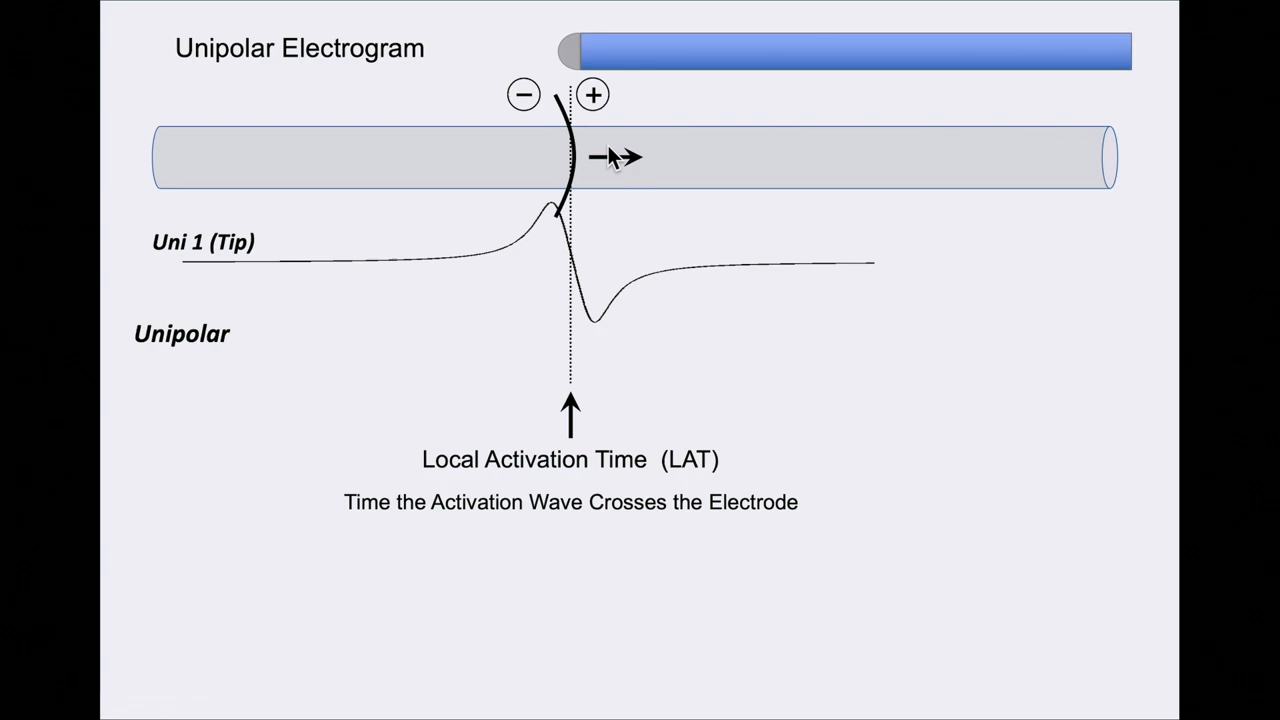 Unipolar Electrogram
− +
Uni 1 (Tip)
Unipolar
Local Activation Time (LAT)
Time the Activation Wave Crosses the Electrode